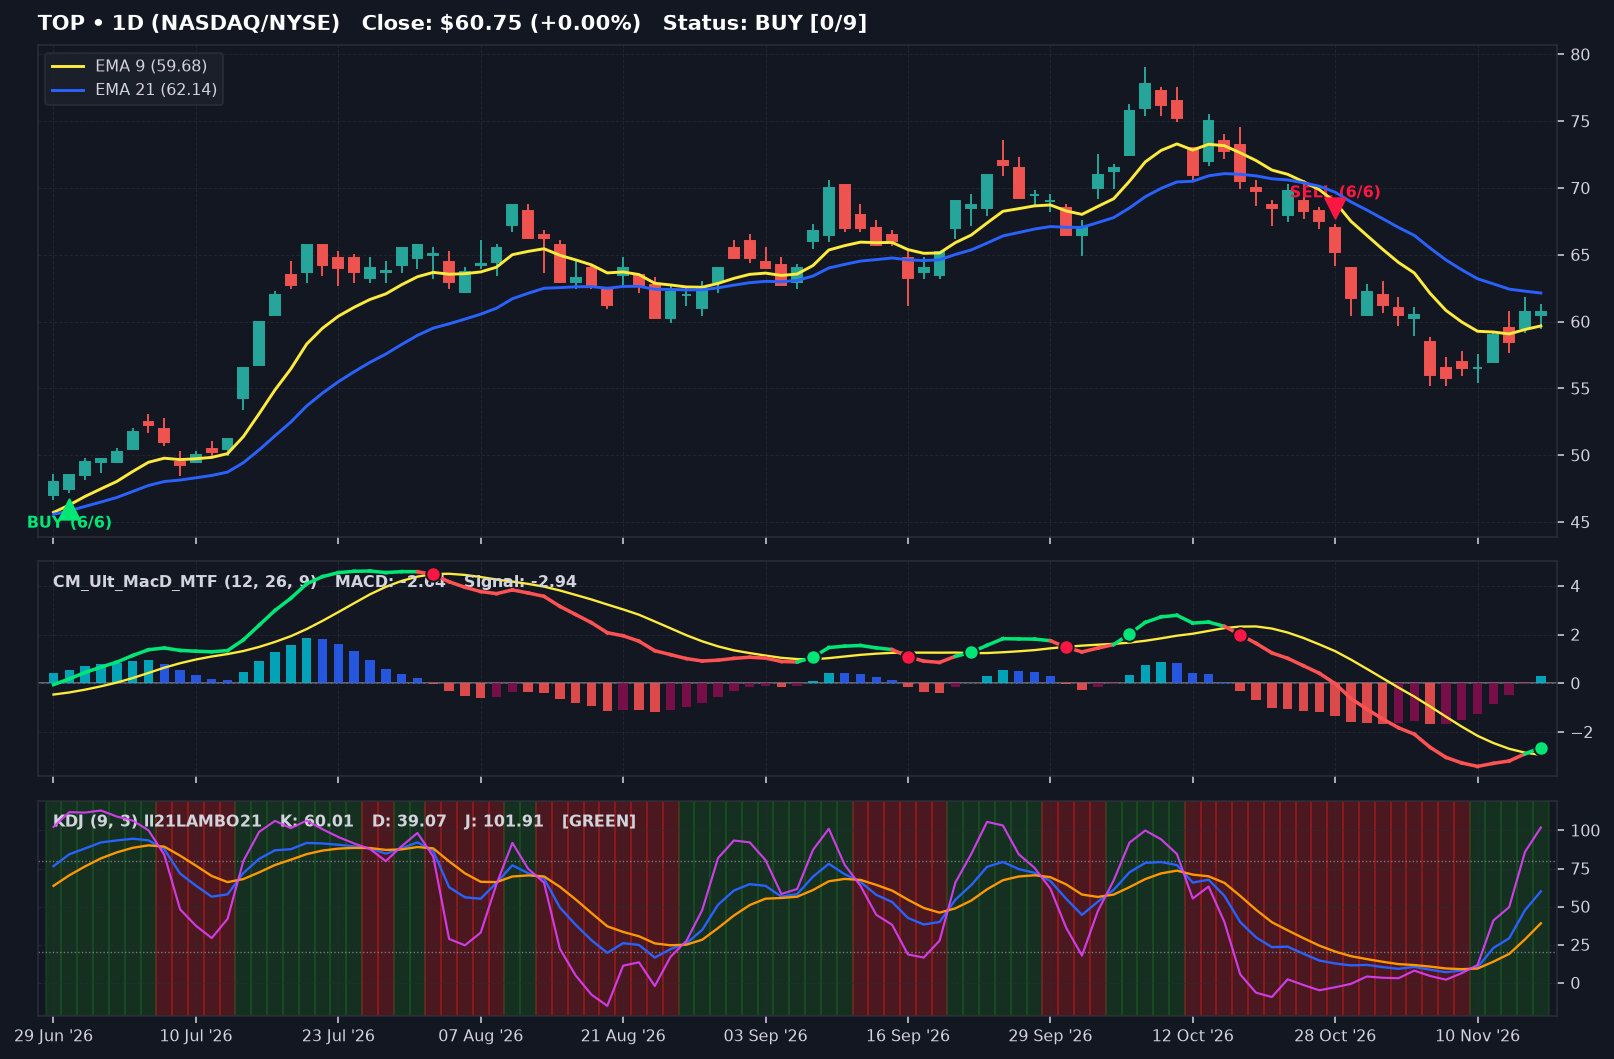 TOP • 1D (NASDAQ/NYSE)   Close: $60.75 (+0.00%)   Status: BUY [0/9]
EMA 9 (59.68)
EMA 21 (62.14)
80
75
70
65
60
55
50
45
SELL (6/6)
BUY (6/6)
CM_Ult_MacD_MTF (12, 26, 9)   MACD: -2.64   Signal: -2.94
4
2
0
−2
KDJ (9, 3) II21LAMBO21   K: 60.01   D: 39.07   J: 101.91   [GREEN]
100
75
50
25
0
29 Jun '26
10 Jul '26
23 Jul '26
07 Aug '26
21 Aug '26
03 Sep '26
16 Sep '26
29 Sep '26
12 Oct '26
28 Oct '26
10 Nov '26